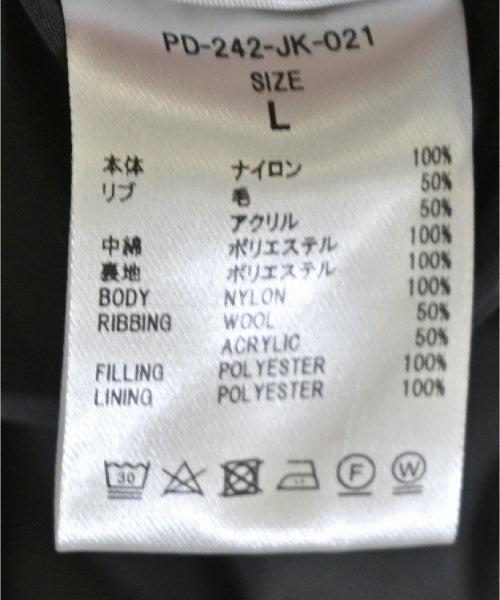 PD-242-JK-021
SIZE
L
本体 ナイロン 100%
リブ 毛 50%
アクリル 50%
中綿 ポリエステル 100%
裏地 ポリエステル 100%
BODY NYLON 100%
RIBBING WOOL 50%
ACRYLIC 50%
FILLING POLYESTER 100%
LINING POLYESTER 100%
30 F W